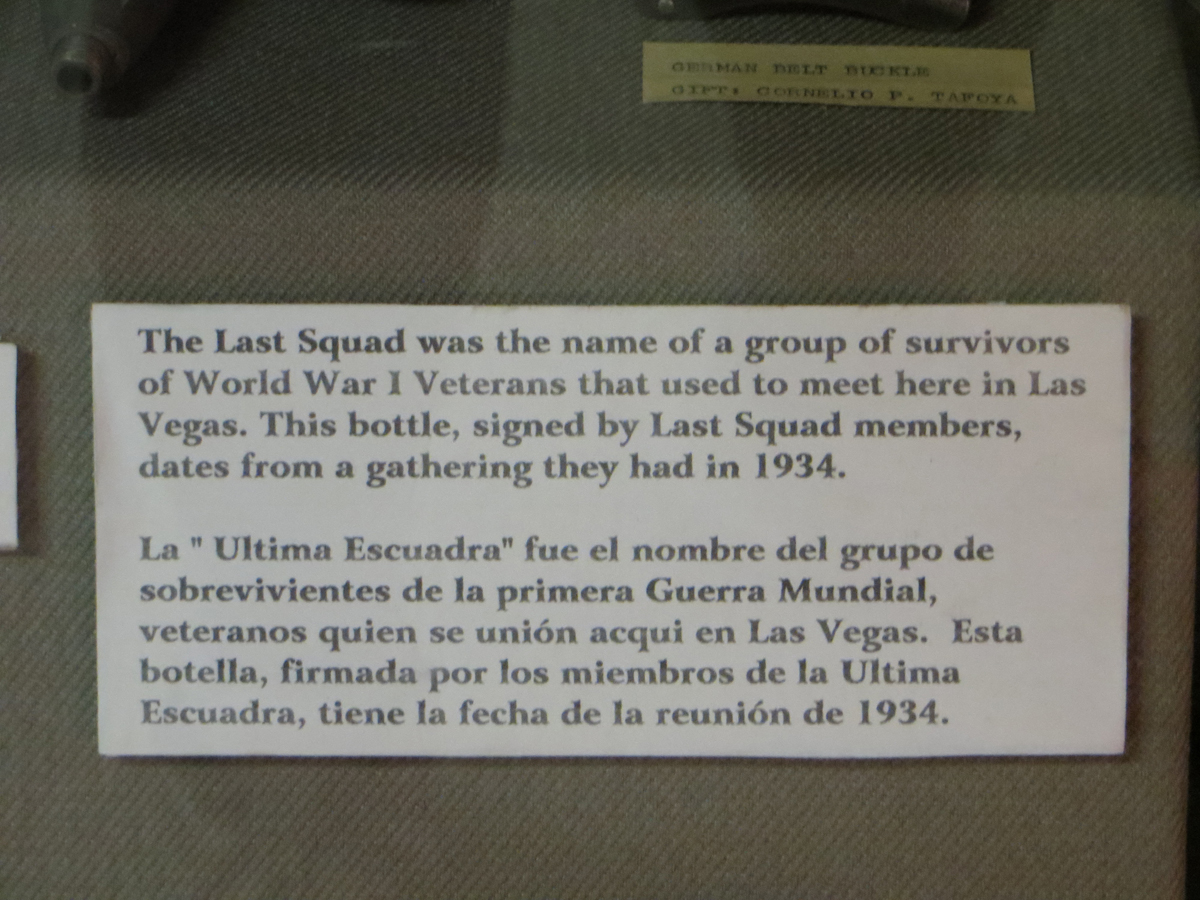 GERMAN BELT BUCKLE
GIFT: CORNELIO P. TAFOYA
The Last Squad was the name of a group of survivors
of World War I Veterans that used to meet here in Las
Vegas. This bottle, signed by Last Squad members,
dates from a gathering they had in 1934.
La " Ultima Escuadra" fue el nombre del grupo de
sobrevivientes de la primera Guerra Mundial,
veteranos quien se unión acqui en Las Vegas.  Esta
botella, firmada por los miembros de la Ultima
Escuadra, tiene la fecha de la reunión de 1934.